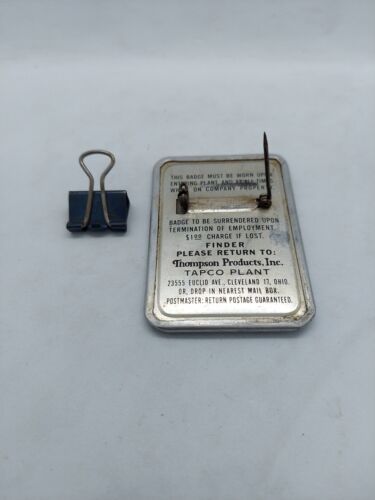 THIS BADGE MUST BE WORN UPON
ENTERING PLANT AND
ON COMPANY PROPERTY
BADGE TO BE SURRENDERED UPON
TERMINATION OF EMPLOYMENT.
$1.00 CHARGE IF LOST.
FINDER
PLEASE RETURN TO:
Thompson Products, Inc.
TAPCO PLANT
23555 EUCLID AVE., CLEVELAND 17, OHIO.
OR, DROP IN NEAREST MAIL BOX.
POSTMASTER: RETURN POSTAGE GUARANTEED.